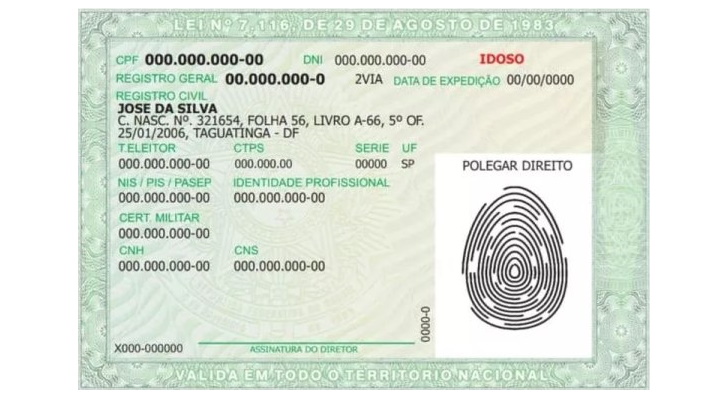 LEI Nº 7.116, DE 29 DE AGOSTO DE 1983
CPF 000.000.000-00 DNI 000.000.000-00 IDOSO
REGISTRO GERAL 00.000.000-0 2VIA DATA DE EXPEDIÇÃO 00/00/0000
REGISTRO CIVIL
JOSE DA SILVA
C. NASC. Nº. 321654, FOLHA 56, LIVRO A-66, 5º OF.
25/01/2006, TAGUATINGA - DF
T.ELEITOR CTPS SERIE UF
000.000.000-00 000.000.00 00000 SP
POLEGAR DIREITO
NIS / PIS / PASEP IDENTIDADE PROFISSIONAL
000.000.000-00 000.000.000-00
CERT. MILITAR
000.000.000-00
CNH CNS
000.000.000-00 000.000.000-00
0000-0
X000-000000 ASSINATURA DO DIRETOR
VALIDA EM TODO O TERRITORIO NACIONAL